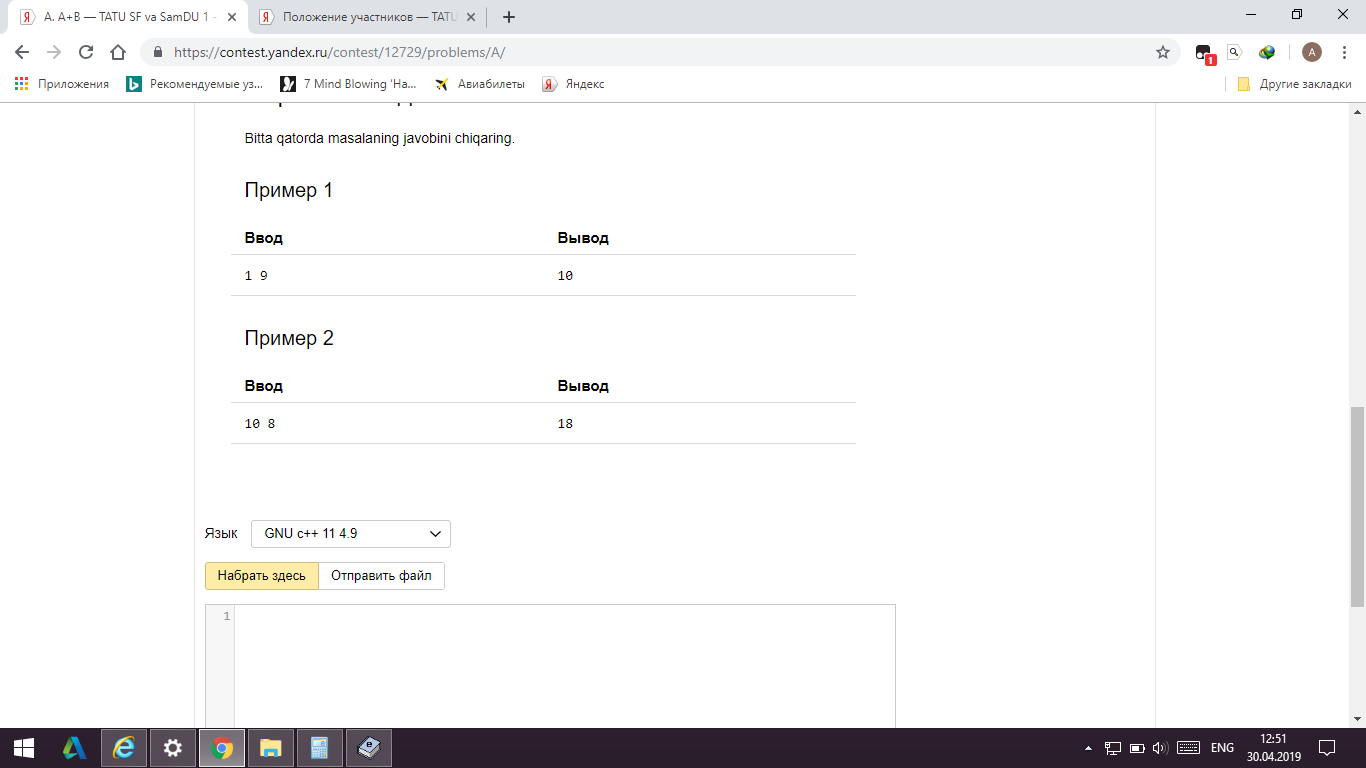 A. A+B — TATU SF va SamDU 1 -
Положение участников — TATU
https://contest.yandex.ru/contest/12729/problems/A/
1
A
Приложения
Рекомендуемые уз...
7 Mind Blowing 'Ha...
Авиабилеты
Яндекс
Другие закладки
Bitta qatorda masalaning javobini chiqaring.
Пример 1
Ввод Вывод
1 9 10
Пример 2
Ввод Вывод
10 8 18
Язык GNU c++ 11 4.9
Набрать здесь Отправить файл
1
ENG
12:51
30.04.2019